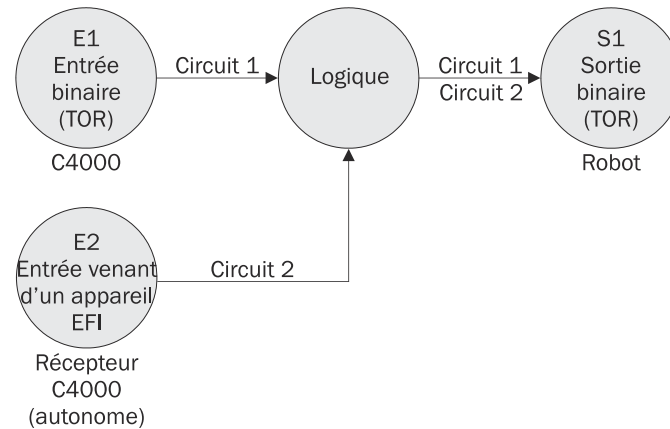 E1
Entrée
binaire
(TOR)
C4000
Circuit 1
Logique
Circuit 1
Circuit 2
S1
Sortie
binaire
(TOR)
Robot
E2
Entrée venant
d'un appareil
EFI
Récepteur
C4000
(autonome)
Circuit 2